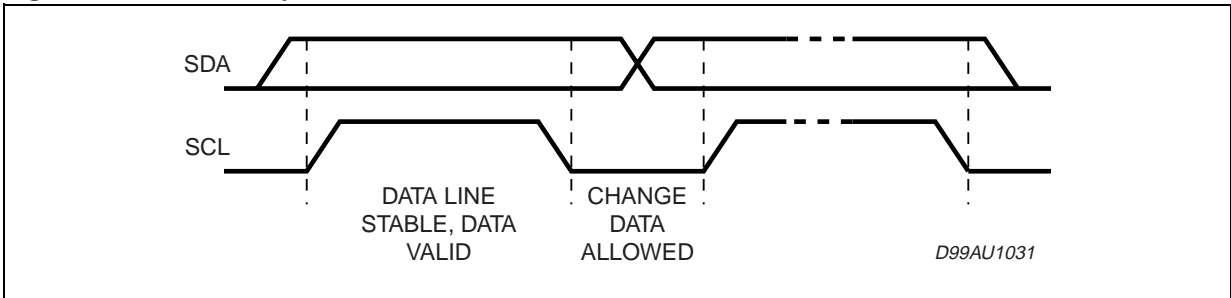 SDA
SCL
DATA LINE
STABLE, DATA
VALID
CHANGE
DATA
ALLOWED
D99AU1031